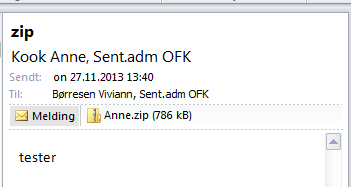 zip
Kook Anne, Sent.adm OFK
Sendt: on 27.11.2013 13:40
Til: Børresen Viviann, Sent.adm OFK
Melding Anne.zip (786 kB)
tester